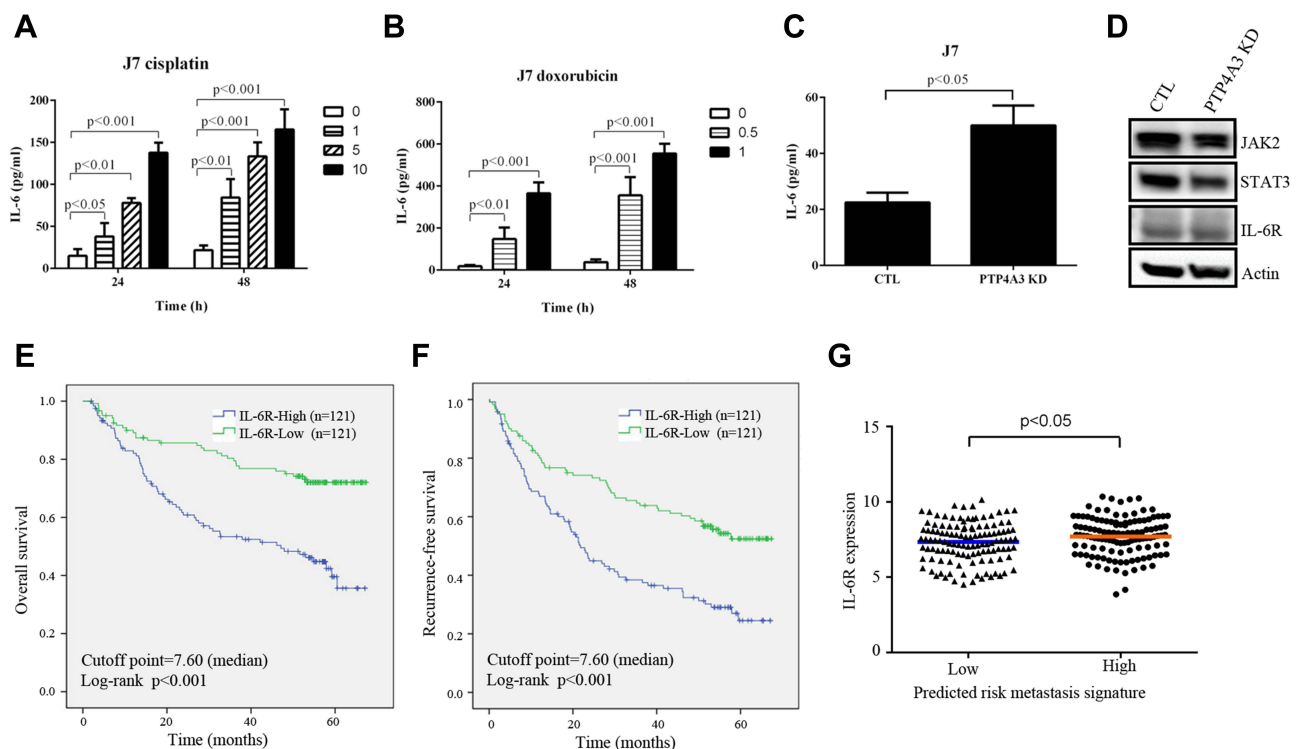 A
J7 cisplatin
IL-6 (pg/ml)
200
150
100
50
0
p<0.05
p<0.01
p<0.001
p<0.01
p<0.001
p<0.001
0
1
5
10
24
48
Time (h)
B
J7 doxorubicin
IL-6 (pg/ml)
800
600
400
200
0
p<0.01
p<0.001
p<0.001
p<0.001
0
0.5
1
24
48
Time (h)
C
J7
IL-6 (pg/ml)
60
40
20
0
p<0.05
CTL
PTP4A3 KD
D
CTL
PTP4A3 KD
JAK2
STAT3
IL-6R
Actin
E
Overall survival
1.0
0.8
0.6
0.4
0.2
0.0
IL-6R-High (n=121)
IL-6R-Low (n=121)
Cutoff point=7.60 (median)
Log-rank p<0.001
0
20
40
60
Time (months)
F
Recurrence-free survival
1.0
0.8
0.6
0.4
0.2
0.0
IL-6R-High (n=121)
IL-6R-Low (n=121)
Cutoff point=7.60 (median)
Log-rank p<0.001
0
20
40
60
Time (months)
G
IL-6R expression
15
10
5
0
p<0.05
Low
High
Predicted risk metastasis signature